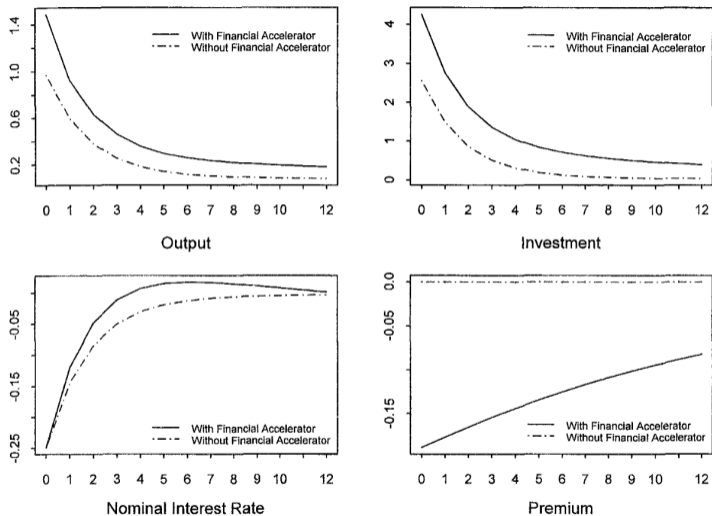 1.4
1.0
0.6
0.2
With Financial Accelerator
Without Financial Accelerator
0 1 2 3 4 5 6 7 8 9 10 12
Output
4
3
2
1
0
With Financial Accelerator
Without Financial Accelerator
0 1 2 3 4 5 6 7 8 9 10 12
Investment
-0.05
-0.15
-0.25
With Financial Accelerator
Without Financial Accelerator
0 1 2 3 4 5 6 7 8 9 10 12
Nominal Interest Rate
0.0
-0.05
-0.15
With Financial Accelerator
Without Financial Accelerator
0 1 2 3 4 5 6 7 8 9 10 12
Premium